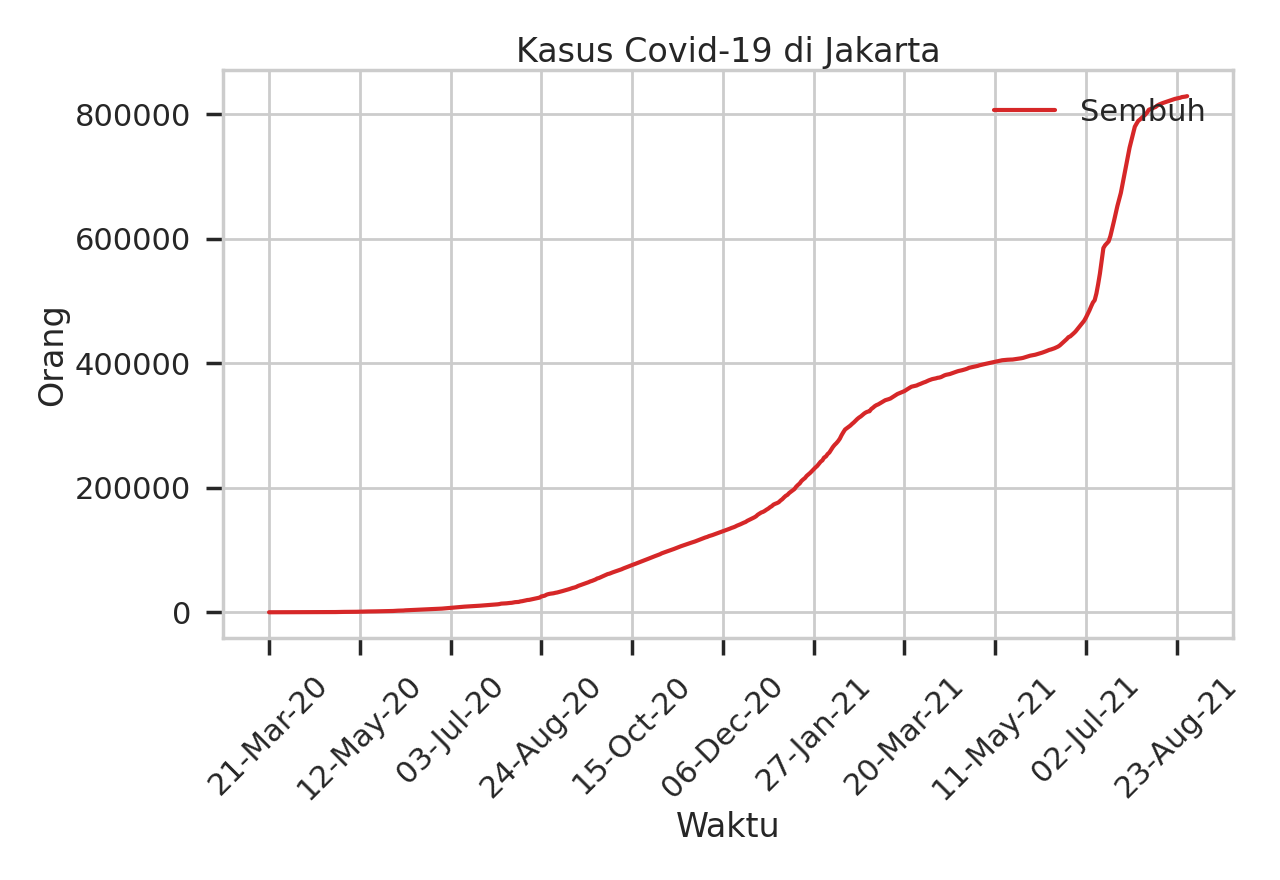 Kasus Covid-19 di Jakarta
Sembuh
Orang
800000
600000
400000
200000
0
21-Mar-20
12-May-20
03-Jul-20
24-Aug-20
15-Oct-20
06-Dec-20
27-Jan-21
20-Mar-21
11-May-21
02-Jul-21
23-Aug-21
Waktu